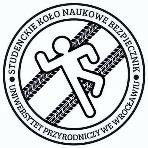 STUDENCKIE KOŁO NAUKOWE BEZPIECZNIK
UNIWERSYTET PRZYRODNICZY WE WROCŁAWIU